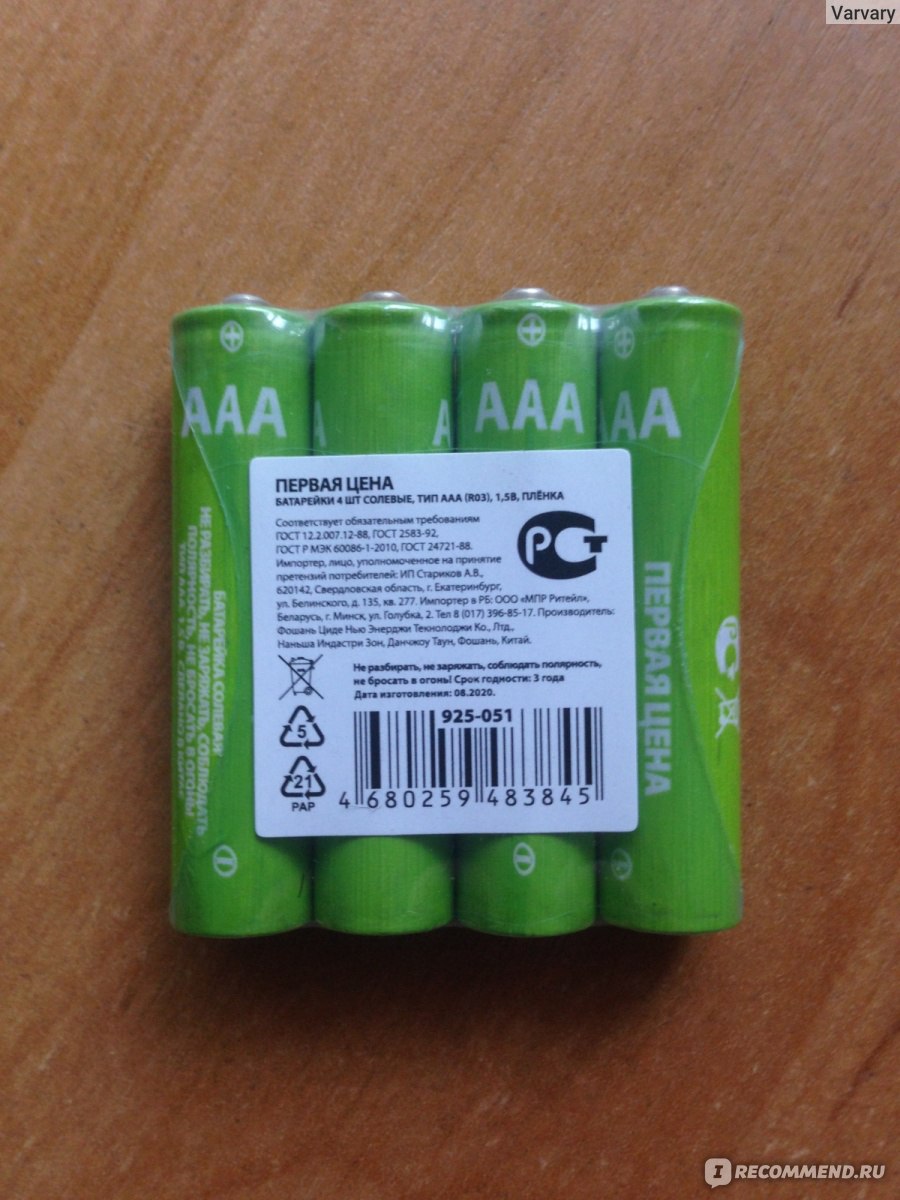 Varvary
AAA
AAA
AAA
ПЕРВАЯ ЦЕНА
БАТАРЕЙКИ 4 ШТ СОЛЕВЫЕ, ТИП ААА (R03), 1,5В, ПЛЁНКА
Соответствует обязательным требованиям
ГОСТ 12.2.007.12-88, ГОСТ 2583-92,
ГОСТ Р МЭК 60086-1-2010, ГОСТ 24721-88.
Импортер, лицо, уполномоченное на принятие
претензий потребителей: ИП Стариков А.В.,
620142, Свердловская область, г. Екатеринбург,
ул. Белинского, д. 135, кв. 277. Импортер в РБ: ООО «МПР Ритейл»,
Беларусь, г. Минск, ул. Голубка, 2. Тел 8 (017) 396-85-17. Производитель:
Фошань Циде Нью Энерджи Текнолоджи Ко., Лтд.,
Наньша Индастри Зон, Данчжоу Таун, Фошань, Китай.
РСТ
Не разбирать, не заряжать, соблюдать полярность,
не бросать в огонь! Срок годности: 3 года
Дата изготовления: 08.2020.
925-051
5
21
PAP
4 680259 483845
БАТАРЕЙКА СОЛЕВАЯ
НЕ РАЗБИРАТЬ, НЕ ЗАРЯЖАТЬ, СОБЛЮДАТЬ
ПОЛЯРНОСТЬ, НЕ БРОСАТЬ В ОГОНЬ!
ПЕРВАЯ ЦЕНА
IRECOMMEND.RU